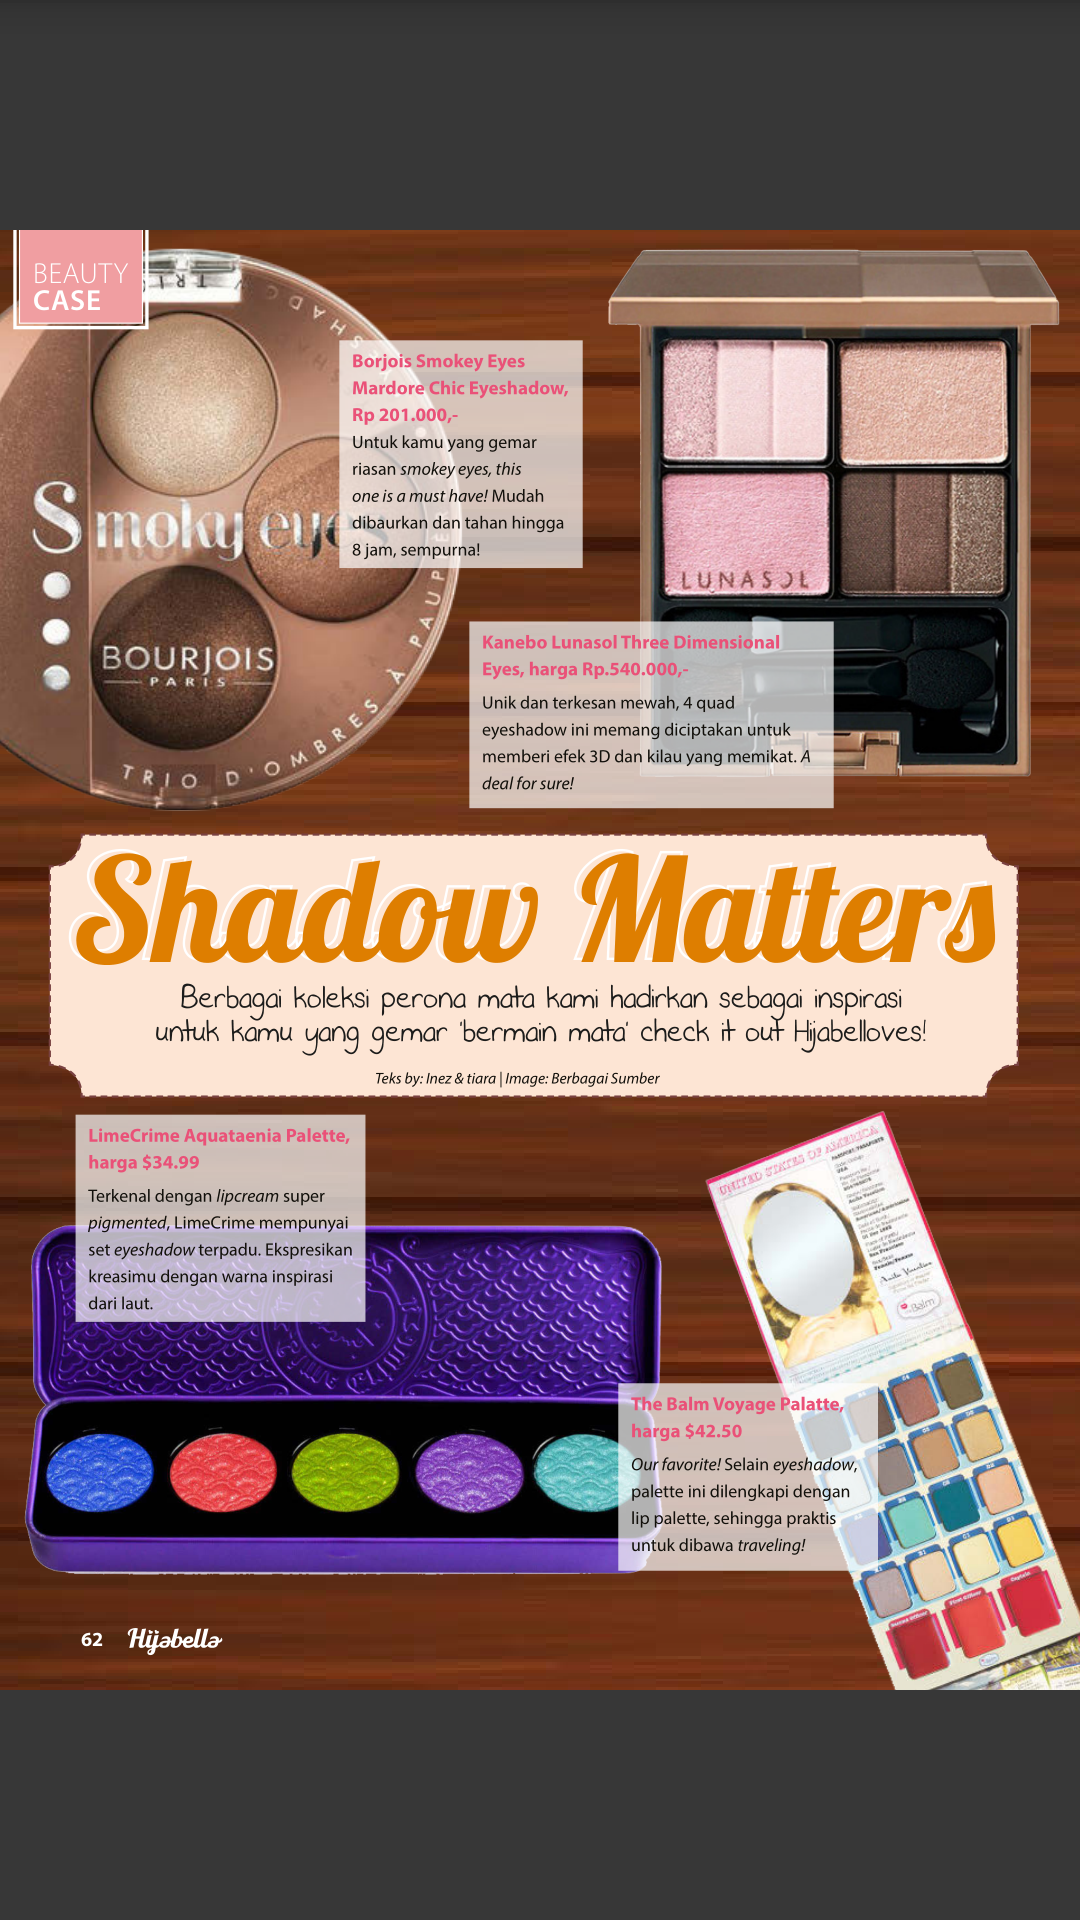 BEAUTY
CASE
Borjois Smokey Eyes
Mardore Chic Eyeshadow,
Rp 201.000,-
Untuk kamu yang gemar
riasan smokey eyes, this
one is a must have! Mudah
dibaurkan dan tahan hingga
8 jam, sempurna!
Smoky eyes
BOURJOIS
PARIS
TRIO D'OMBRES À PAUP
LUNASOL
Kanebo Lunasol Three Dimensional
Eyes, harga Rp.540.000,-
Unik dan terkesan mewah, 4 quad
eyeshadow ini memang diciptakan untuk
memberi efek 3D dan kilau yang memikat. A
deal for sure!
Shadow Matters
Berbagai koleksi perona mata kami hadirkan sebagai inspirasi
untuk kamu yang gemar 'bermain mata' check it out Hijabelloves!
Teks by: Inez & tiara | Image: Berbagai Sumber
LimeCrime Aquataenia Palette,
harga $34.99
Terkenal dengan lipcream super
pigmented, LimeCrime mempunyai
set eyeshadow terpadu. Ekspresikan
kreasimu dengan warna inspirasi
dari laut.
UNITED STATES OF AMERICA
theBalm
The Balm Voyage Palatte,
harga $42.50
Our favorite! Selain eyeshadow,
palette ini dilengkapi dengan
lip palette, sehingga praktis
untuk dibawa traveling!
62 Hijabella